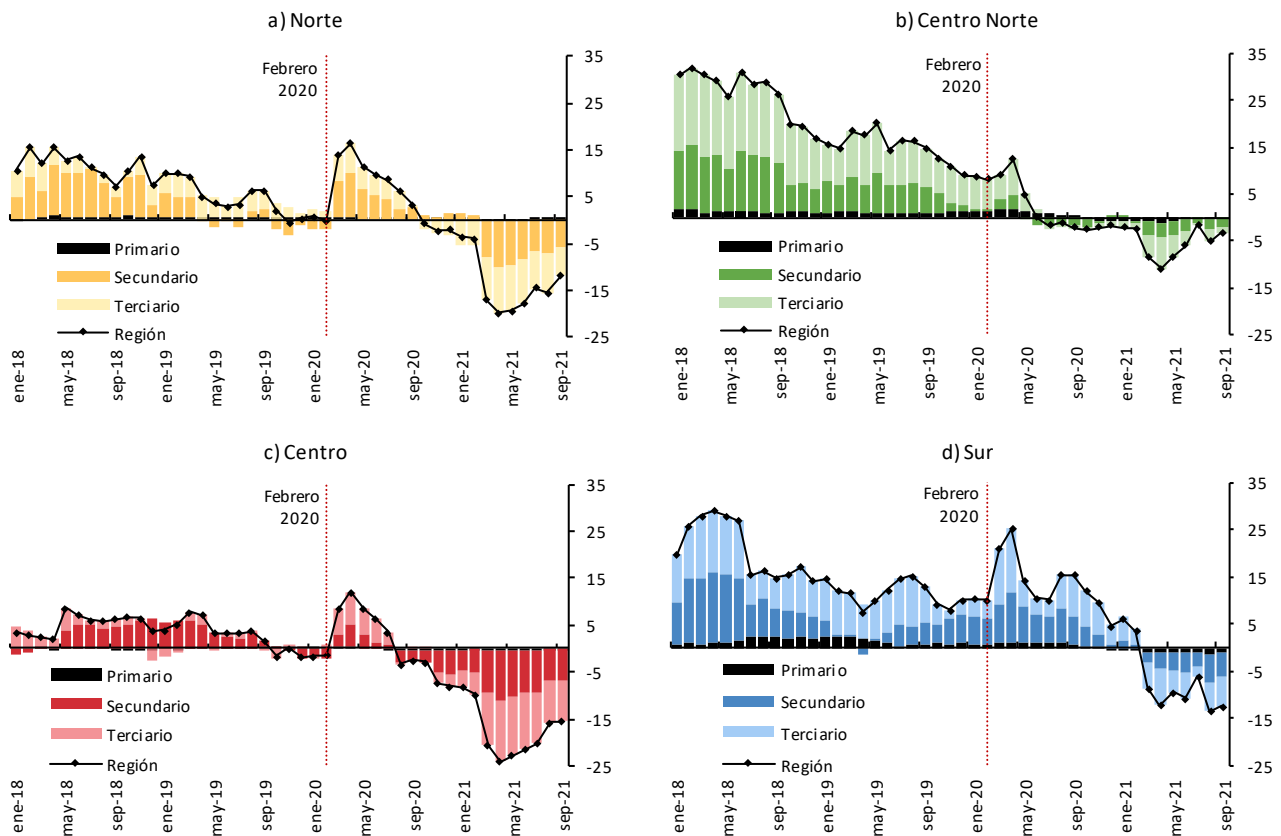 a) Norte
35
25
15
5
-5
-15
-25
Febrero
2020
Primario
Secundario
Terciario
Región
ene-18
may-18
sep-18
ene-19
may-19
sep-19
ene-20
may-20
sep-20
ene-21
may-21
sep-21
b) Centro Norte
35
25
15
5
-5
-15
-25
Febrero
2020
Primario
Secundario
Terciario
Región
ene-18
may-18
sep-18
ene-19
may-19
sep-19
ene-20
may-20
sep-20
ene-21
may-21
sep-21
c) Centro
35
25
15
5
-5
-15
-25
Febrero
2020
Primario
Secundario
Terciario
Región
ene-18
may-18
sep-18
ene-19
may-19
sep-19
ene-20
may-20
sep-20
ene-21
may-21
sep-21
d) Sur
35
25
15
5
-5
-15
-25
Febrero
2020
Primario
Secundario
Terciario
Región
ene-18
may-18
sep-18
ene-19
may-19
sep-19
ene-20
may-20
sep-20
ene-21
may-21
sep-21